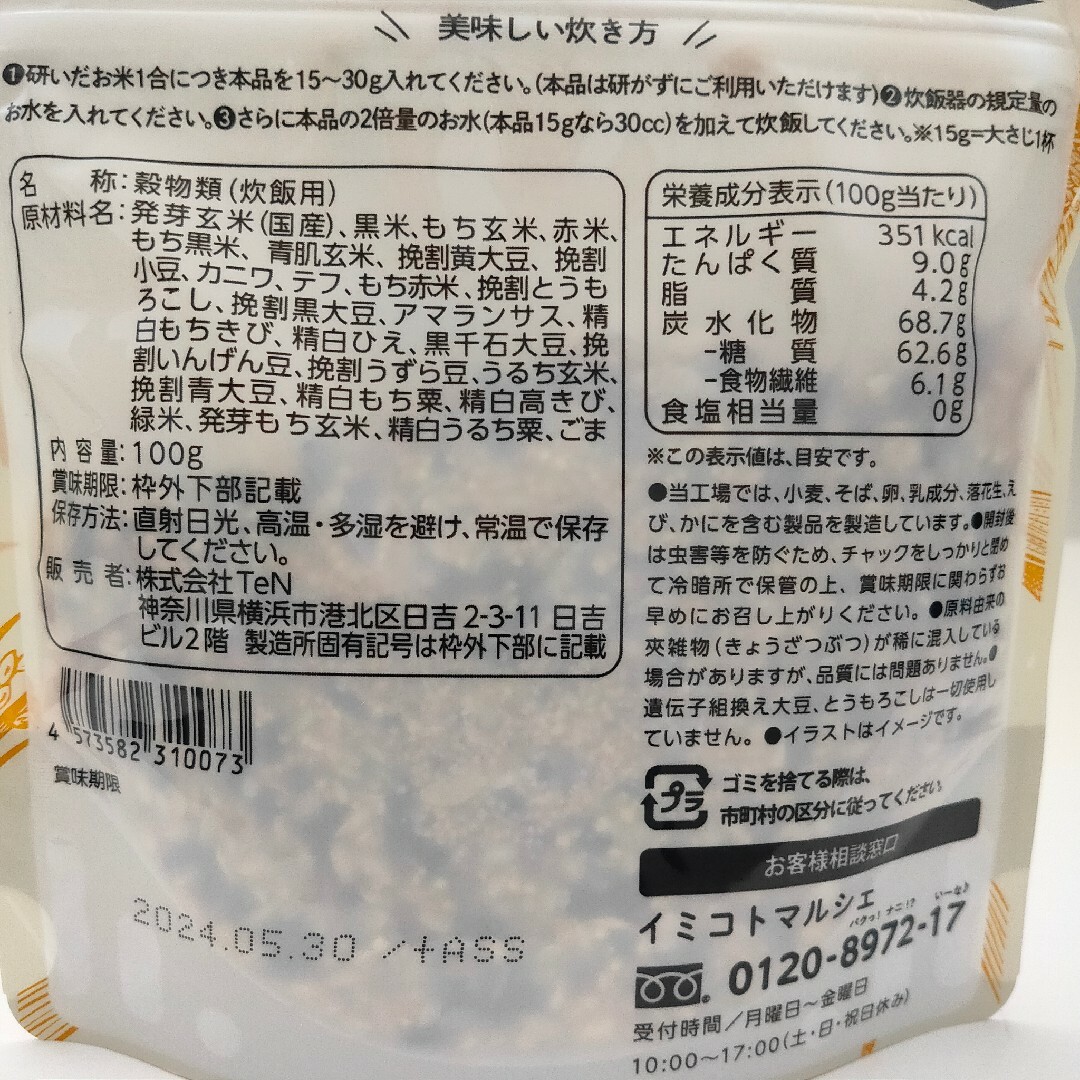 美味しい炊き方
❶研いだお米1合につき本品を15～30g入れてください。(本品は研がずにご利用いただけます)❷炊飯器の規定量の
お水を入れてください。❸さらに本品の2倍量のお水(本品15gなら30cc)を加えて炊飯してください。※15g=大さじ1杯
名　称:穀物類(炊飯用)
原材料名:発芽玄米(国産)、黒米、もち玄米、赤米、
もち黒米、青肌玄米、挽割黄大豆、挽割
小豆、カニワ、テフ、もち赤米、挽割とうも
ろこし、挽割黒大豆、アマランサス、精
白もちきび、精白ひえ、黒千石大豆、挽
割いんげん豆、挽割うずら豆、うるち玄米、
挽割青大豆、精白もち粟、精白高きび、
緑米、発芽もち玄米、精白うるち粟、ごま
内容量:100g
賞味期限:枠外下部記載
保存方法:直射日光、高温・多湿を避け、常温で保存
してください。
販売者:株式会社TeN
神奈川県横浜市港北区日吉2-3-11 日吉
ビル2階 製造所固有記号は枠外下部に記載
4 573582 310073
賞味期限
2024.05.30 /+ASS
栄養成分表示(100g当たり)
エネルギー 351kcal
たんぱく質 9.0g
脂質 4.2g
炭水化物 68.7g
-糖質 62.6g
-食物繊維 6.1g
食塩相当量 0g
※この表示値は、目安です。
●当工場では、小麦、そば、卵、乳成分、落花生、え
び、かにを含む製品を製造しています。●開封後
は虫害等を防ぐため、チャックをしっかりと閉め
て冷暗所で保管の上、賞味期限に関わらずお
早めにお召し上がりください。●原料由来の
夾雑物(きょうざつぶつ)が稀に混入している
場合がありますが、品質には問題ありません。●
遺伝子組換え大豆、とうもろこしは一切使用し
ていません。●イラストはイメージです。
プラ
ゴミを捨てる際は、
市町村の区分に従ってください
お客様相談窓口
イミコトマルシェ
パクっ!ナニ!? いーな♪
0120-8972-17
受付時間/月曜日～金曜日
10:00～17:00(土・日・祝日休み)